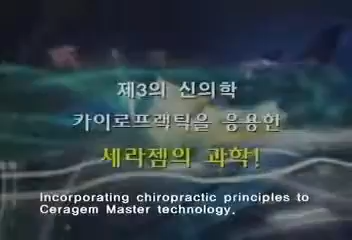 제3의 신의학
카이로프랙틱을 응용한
세라젬의 과학!
Incorporating chiropractic principles to
Ceragem Master technology.